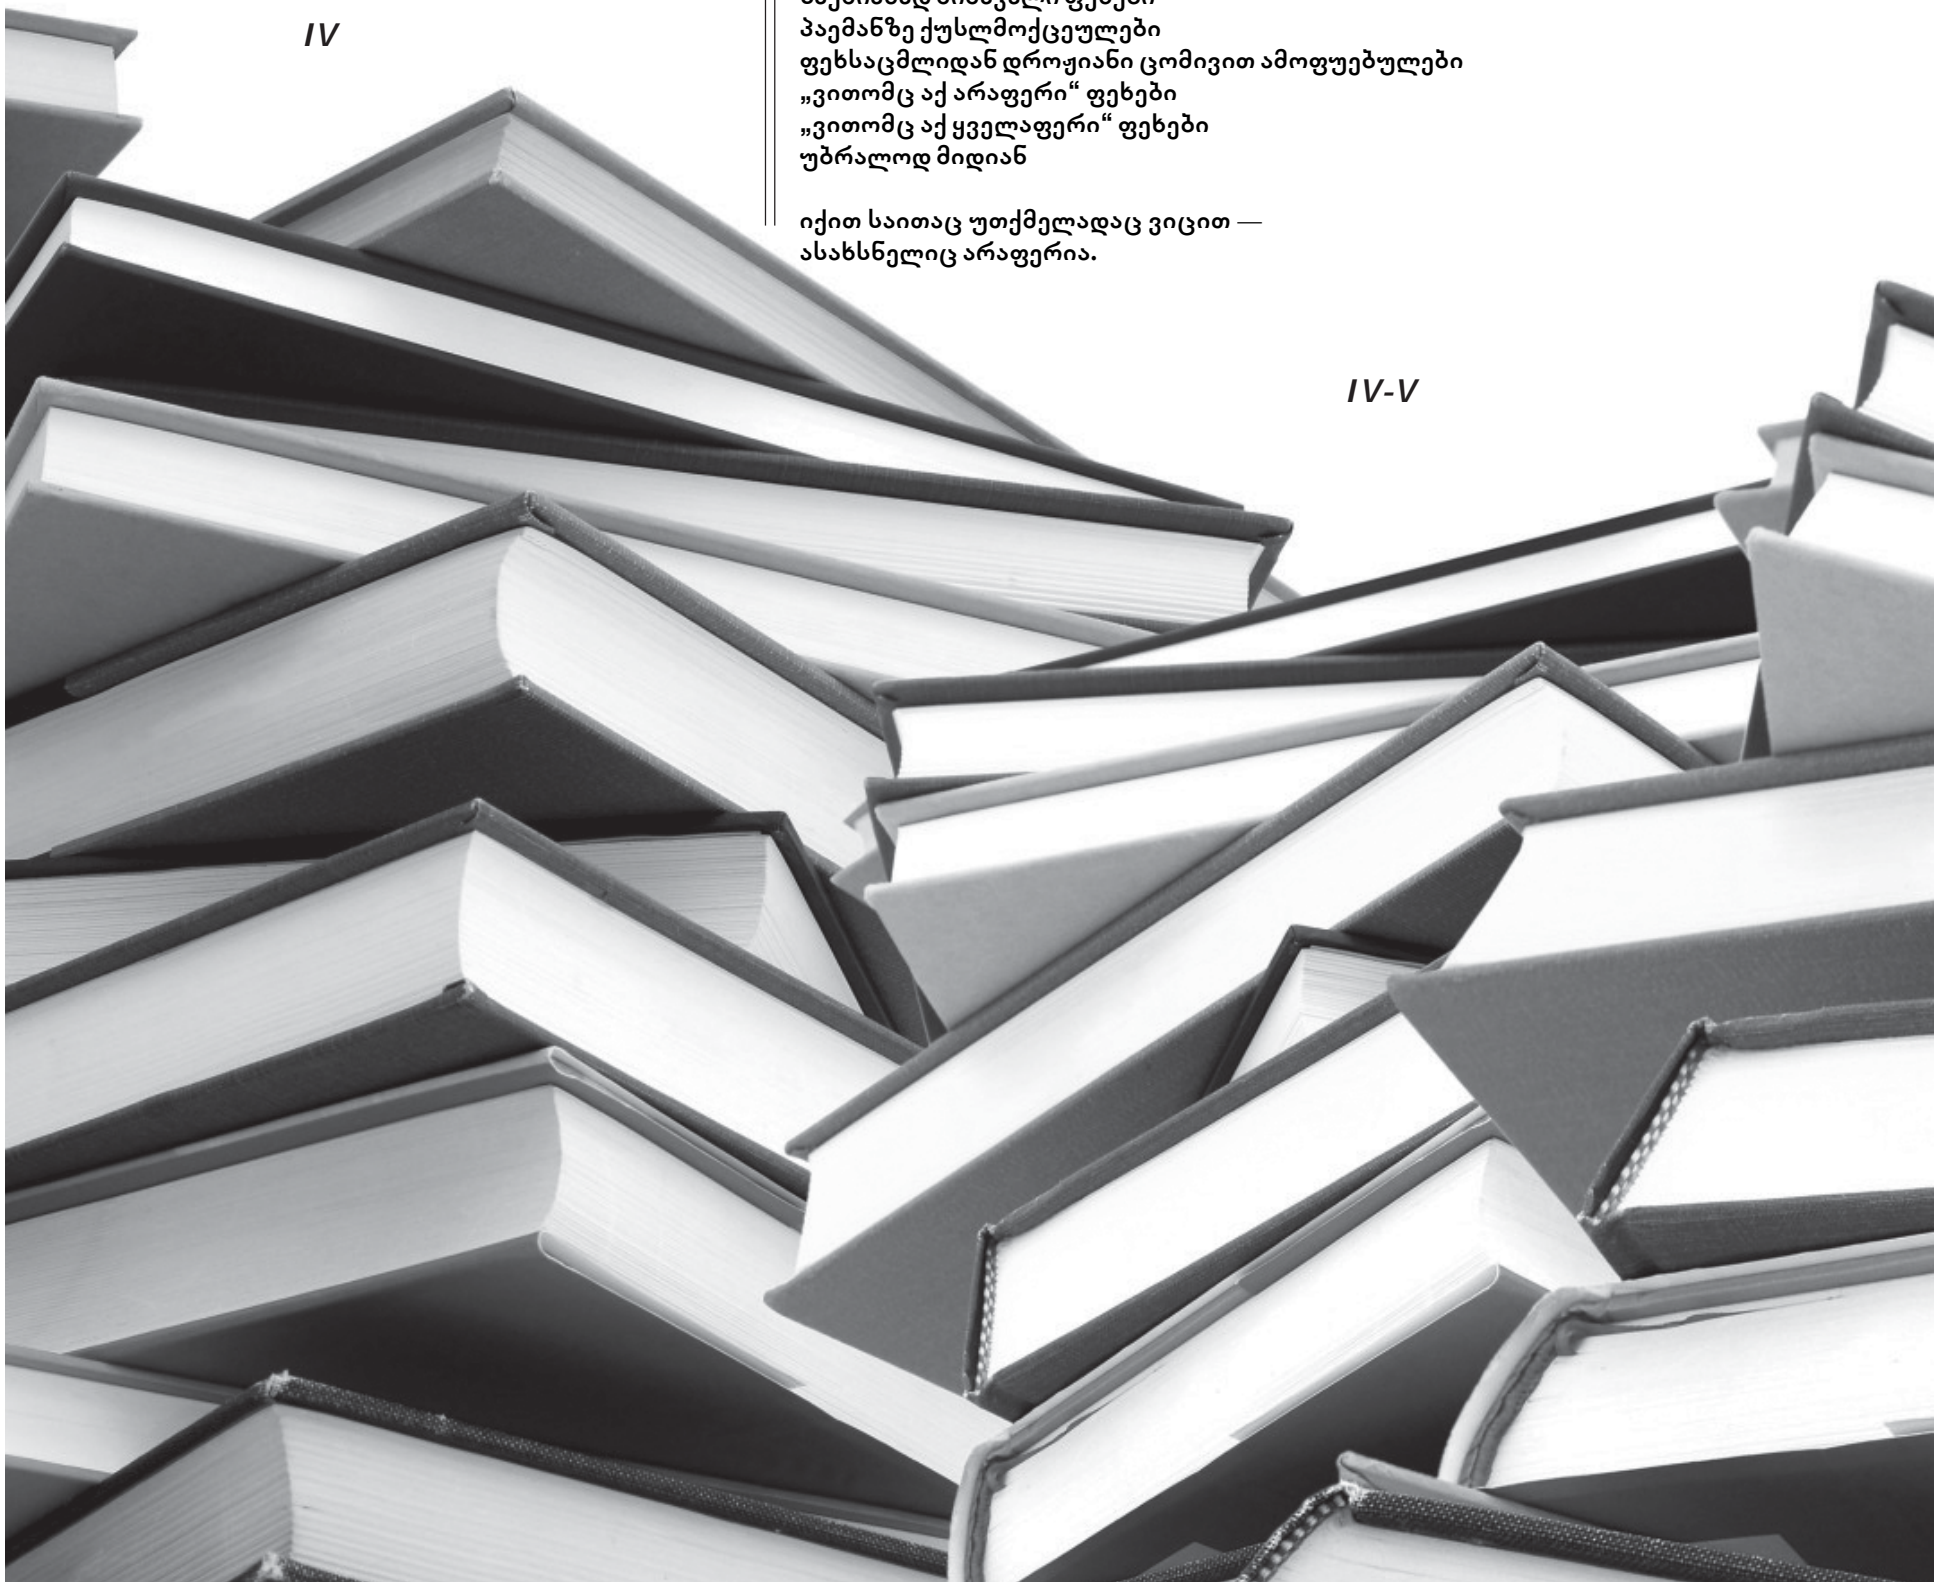 IV
პაემანზე ქუსლმოქცეულები
ფეხსაცმლიდან დროჟიანი ცომივით ამოფუებულები
„ვითომც აქ არაფერი“ ფეხები
„ვითომც აქ ყველაფერი“ ფეხები
უბრალოდ მიდიან
იქით საითაც უთქმელადაც ვიცით —
ასახსნელიც არაფერია.
IV-V